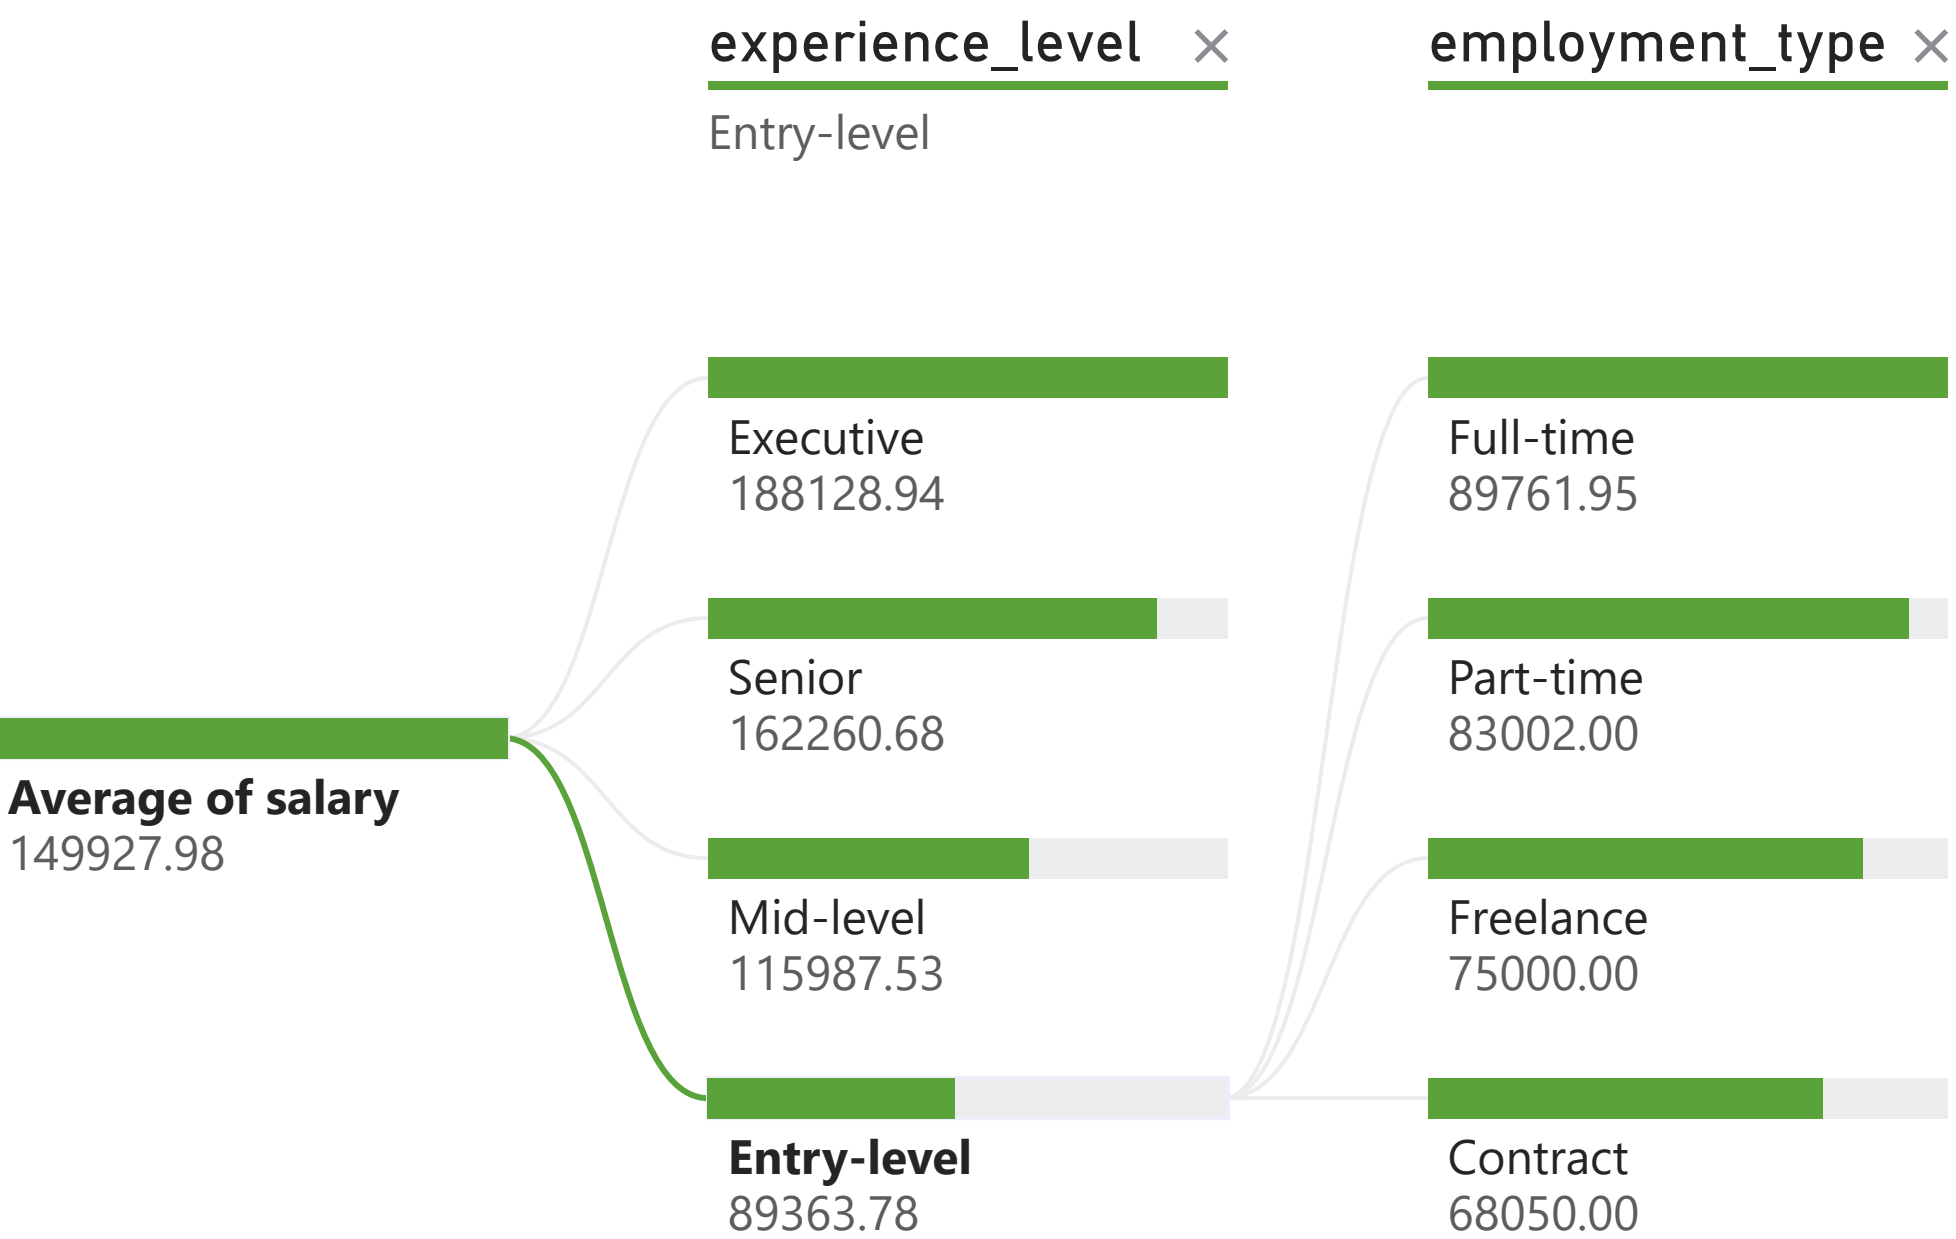 experience_level
employment_type
Entry-level
Executive
188128.94
Senior
162260.68
Mid-level
115987.53
Entry-level
89363.78
Average of salary
149927.98
Full-time
89761.95
Part-time
83002.00
Freelance
75000.00
Contract
68050.00